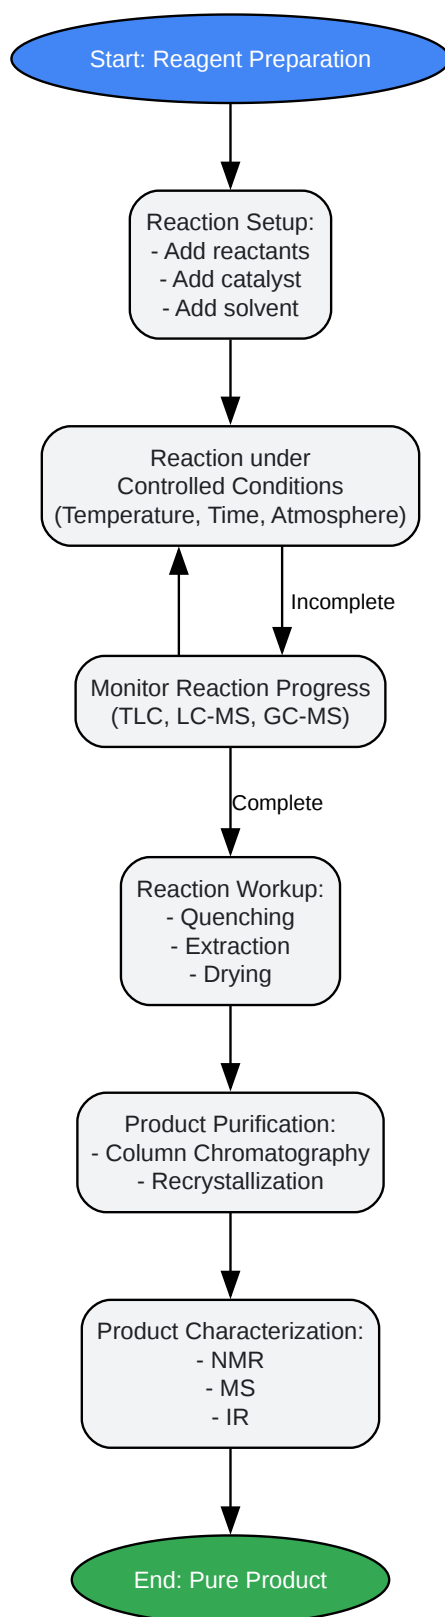 Start: Reagent Preparation
Reaction Setup:
- Add reactants
- Add catalyst
- Add solvent
Reaction under
Controlled Conditions
(Temperature, Time, Atmosphere)
Incomplete
Monitor Reaction Progress
(TLC, LC-MS, GC-MS)
Complete
Reaction Workup:
- Quenching
- Extraction
- Drying
Product Purification:
- Column Chromatography
- Recrystallization
Product Characterization:
- NMR
- MS
- IR
End: Pure Product